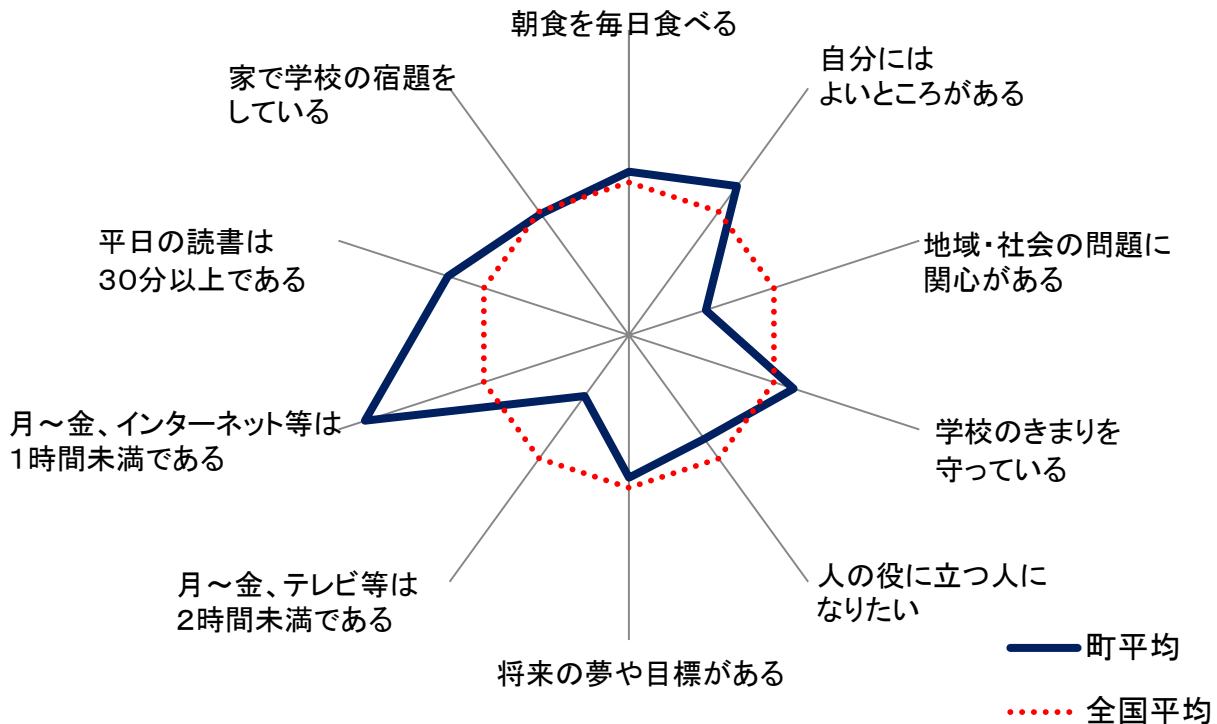 朝食を毎日食べる
自分には
よいところがある
地域・社会の問題に
関心がある
学校のきまりを
守っている
人の役に立つ人に
なりたい
将来の夢や目標がある
月～金、テレビ等は
２時間未満である
月～金、インターネット等は
１時間未満である
平日の読書は
３０分以上である
家で学校の宿題を
している
町平均
全国平均